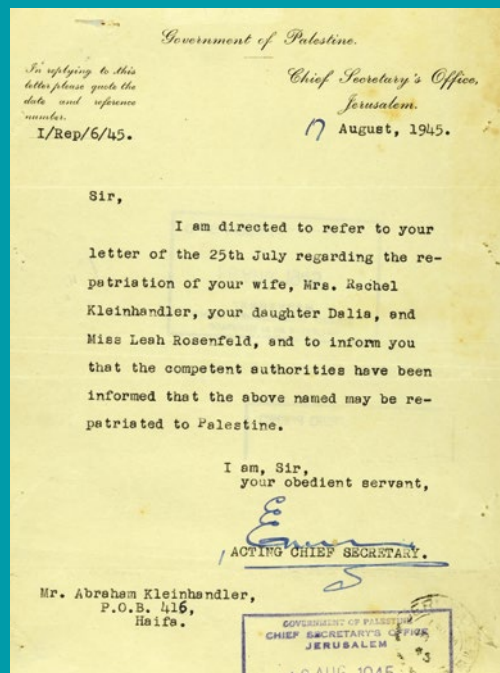 Government of Palestine.
In replying to this
letter please quote the
date and reference
number.
I/Rep/6/45.
Chief Secretary's Office,
Jerusalem.
17 August, 1945.
Sir,
I am directed to refer to your
letter of the 25th July regarding the re-
patriation of your wife, Mrs. Rachel
Kleinhandler, your daughter Dalia, and
Miss Leah Rosenfeld, and to inform you
that the competent authorities have been
informed that the above named may be re-
patriated to Palestine.
I am, Sir,
your obedient servant,
ACTING CHIEF SECRETARY.
Mr. Abraham Kleinhandler,
P.O.B. 416,
Haifa.
GOVERNMENT OF PALESTINE
CHIEF SECRETARY'S OFFICE
JERUSALEM
AUG 1945